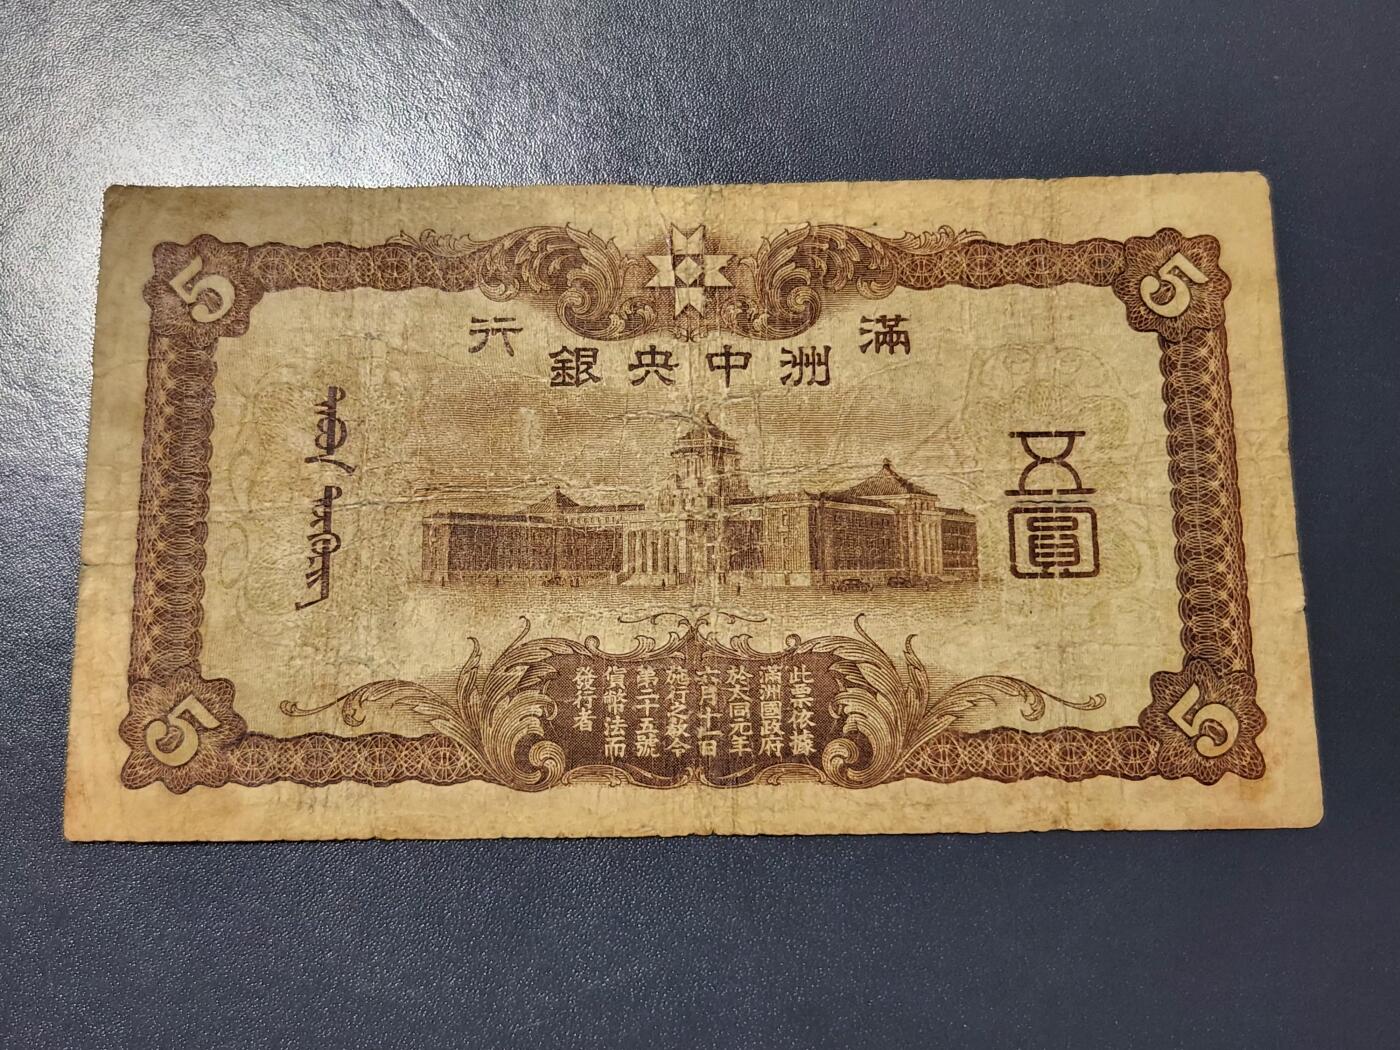 5
5
滿洲中央銀行
五圓
此票依據
滿洲國政府
於大同元年
六月十一日
施行之敎令
第二十五號
貨幣法而
發行者
5
5